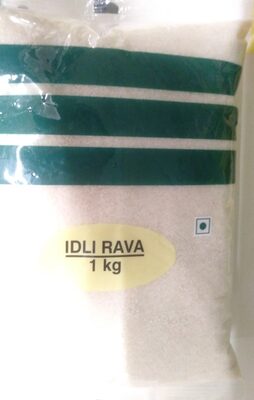 IDLI RAVA
1 kg